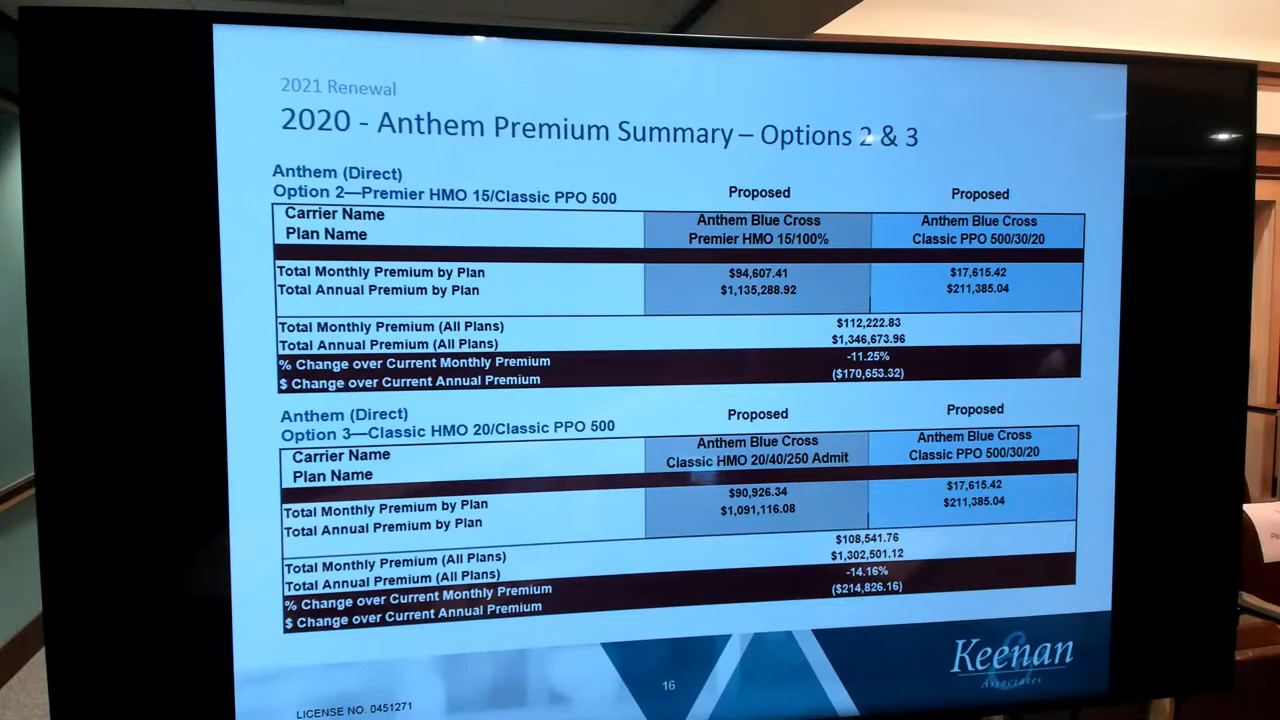 2021 Renewal
2020 - Anthem Premium Summary – Options 2 & 3
Anthem (Direct)
Option 2—Premier HMO 15/Classic PPO 500 Proposed Proposed
Carrier Name Anthem Blue Cross Anthem Blue Cross
Plan Name Premier HMO 15/100% Classic PPO 500/30/20
Total Monthly Premium by Plan $94,607.41 $17,615.42
Total Annual Premium by Plan $1,135,288.92 $211,385.04
Total Monthly Premium (All Plans) $112,222.83
Total Annual Premium (All Plans) $1,346,673.96
% Change over Current Monthly Premium -11.25%
$ Change over Current Annual Premium ($170,653.32)
Anthem (Direct)
Option 3—Classic HMO 20/Classic PPO 500 Proposed Proposed
Carrier Name Anthem Blue Cross Anthem Blue Cross
Plan Name Classic HMO 20/40/250 Admit Classic PPO 500/30/20
Total Monthly Premium by Plan $90,926.34 $17,615.42
Total Annual Premium by Plan $1,091,116.08 $211,385.04
Total Monthly Premium (All Plans) $108,541.76
Total Annual Premium (All Plans) $1,302,501.12
% Change over Current Monthly Premium -14.16%
$ Change over Current Annual Premium ($214,826.16)
Keenan
& Associates
16
LICENSE NO. 0451271